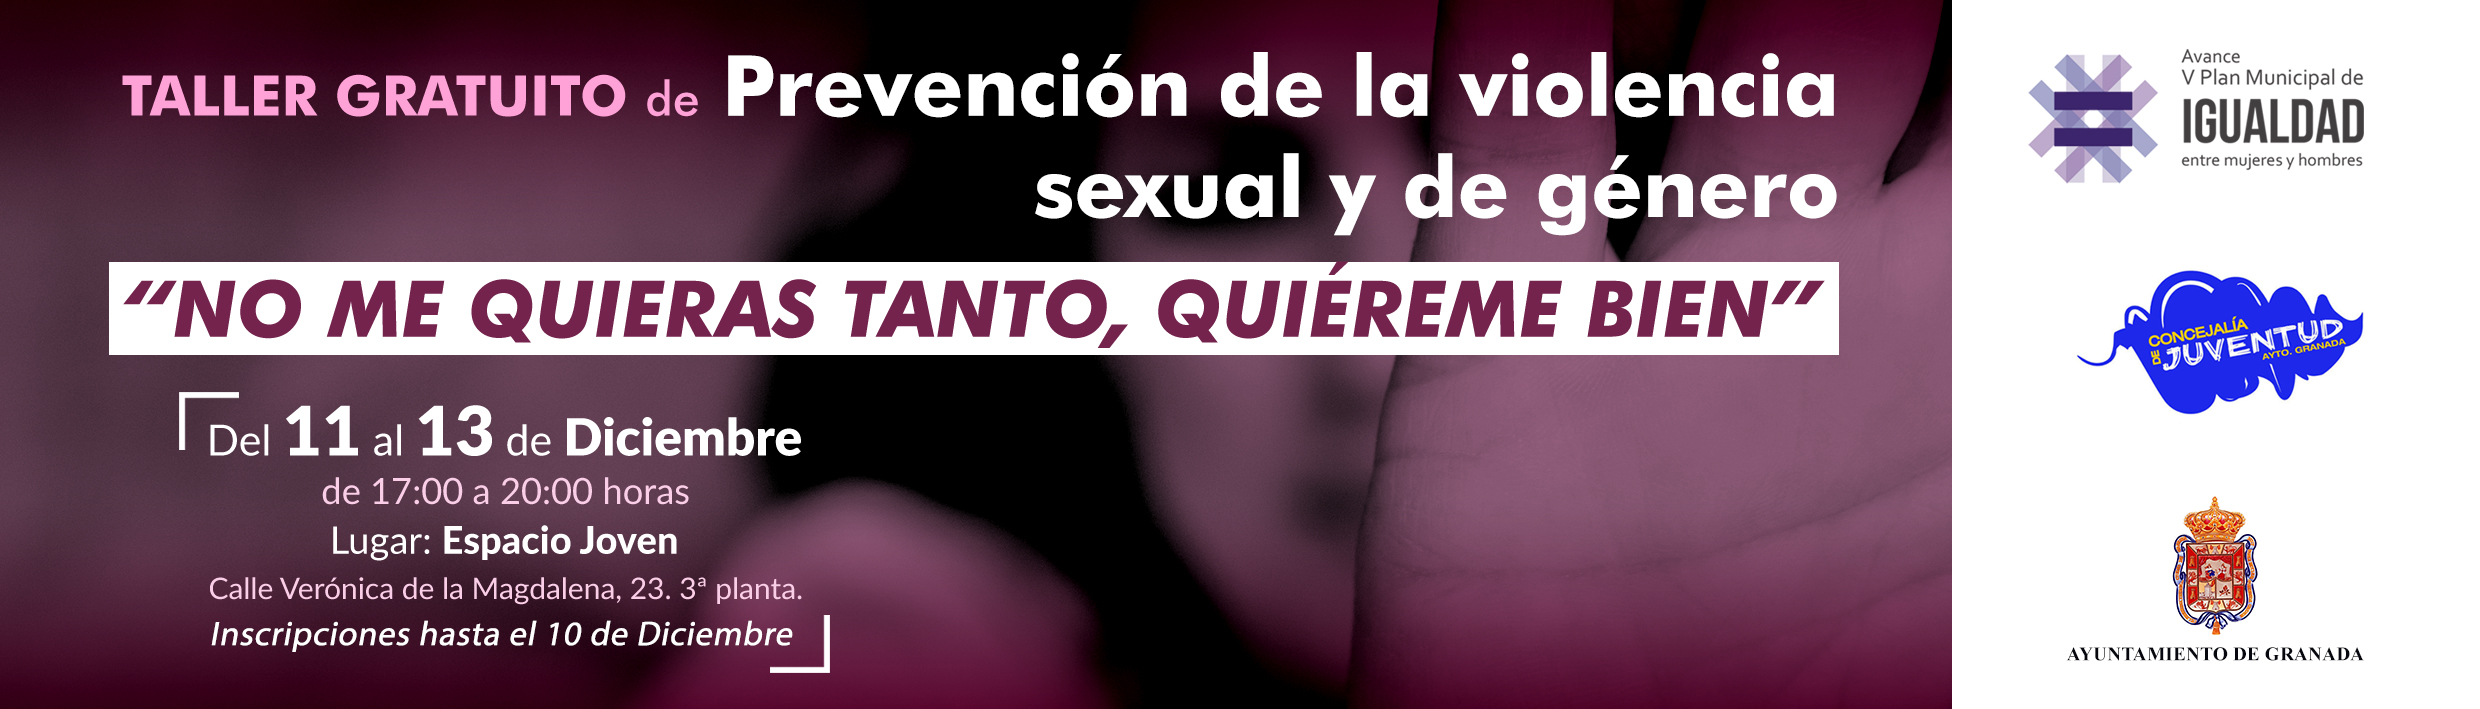 TALLER GRATUITO de Prevención de la violencia
sexual y de género
“NO ME QUIERAS TANTO, QUIÉREME BIEN”
Del 11 al 13 de Diciembre
de 17:00 a 20:00 horas
Lugar: Espacio Joven
Calle Verónica de la Magdalena, 23. 3ª planta.
Inscripciones hasta el 10 de Diciembre
Avance
V Plan Municipal de
IGUALDAD
entre mujeres y hombres
CONCEJALÍA
DE JUVENTUD
AYTO. GRANADA
AYUNTAMIENTO DE GRANADA